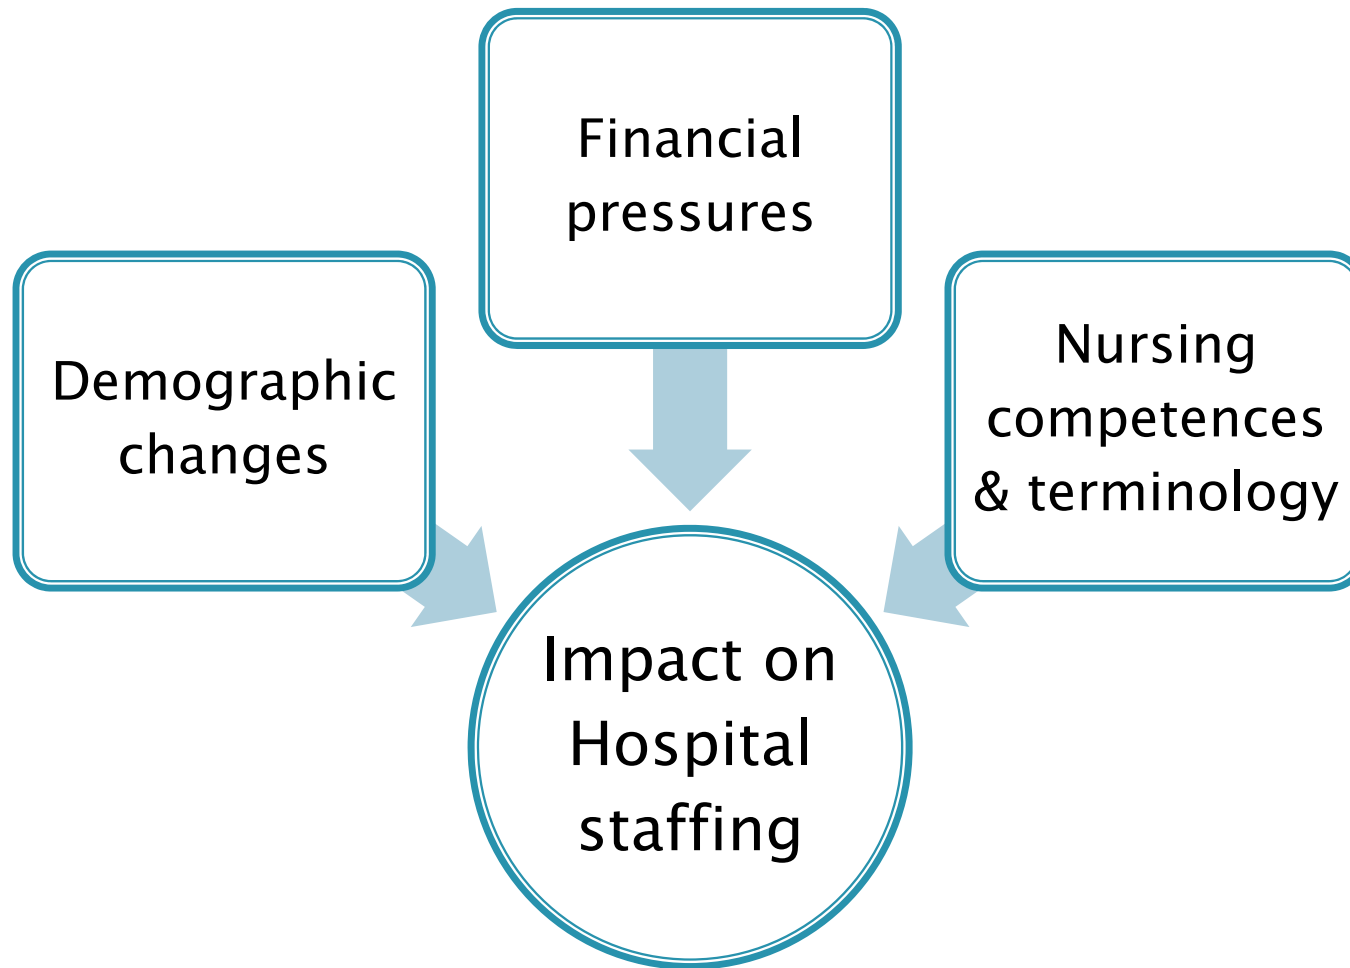 Financial
pressures
Demographic
changes
Nursing
competences
& terminology
Impact on
Hospital
staffing